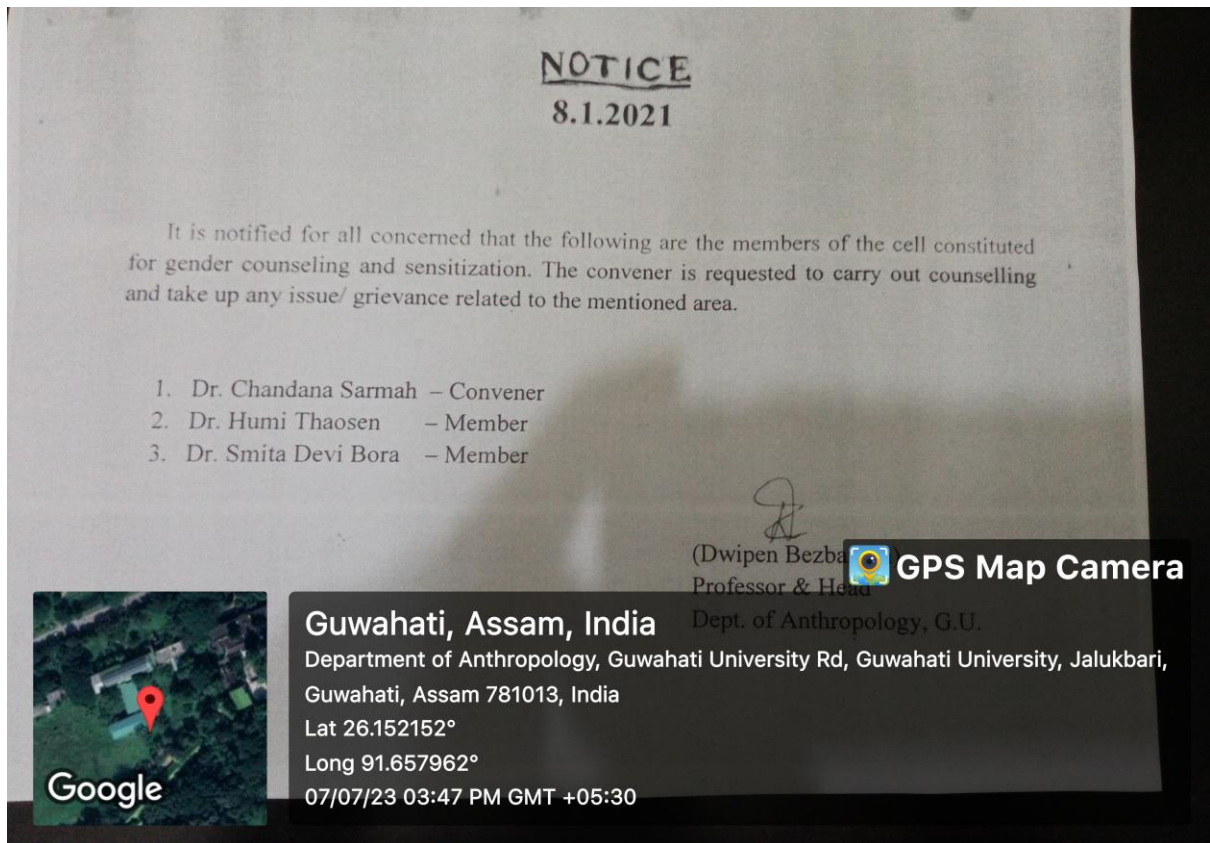 NOTICE
8.1.2021
It is notified for all concerned that the following are the members of the cell constituted
for gender counseling and sensitization. The convener is requested to carry out counselling
and take up any issue/ grievance related to the mentioned area.
1. Dr. Chandana Sarmah – Convener
2. Dr. Humi Thaosen – Member
3. Dr. Smita Devi Bora – Member
(Dwipen
Professor & Head
Dept. of Anthropology, G.U.
GPS Map Camera
Guwahati, Assam, India
Department of Anthropology, Guwahati University Rd, Guwahati University, Jalukbari,
Guwahati, Assam 781013, India
Lat 26.152152°
Long 91.657962°
07/07/23 03:47 PM GMT +05:30
Google